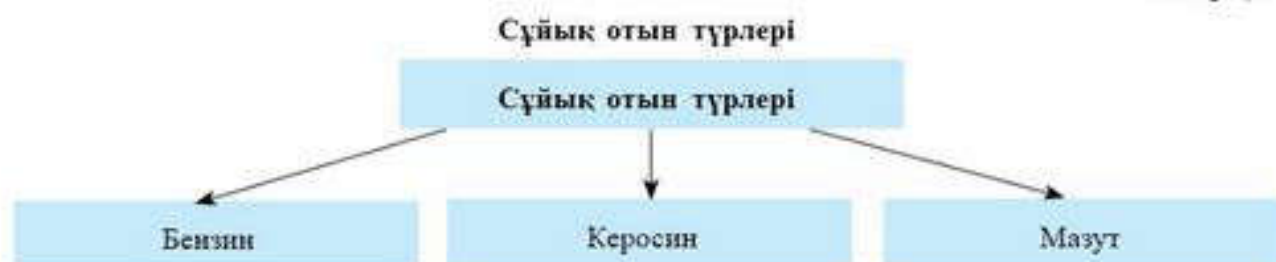 Сұйық отын түрлері
Сұйық отын түрлері
Бензин
Керосин
Мазут